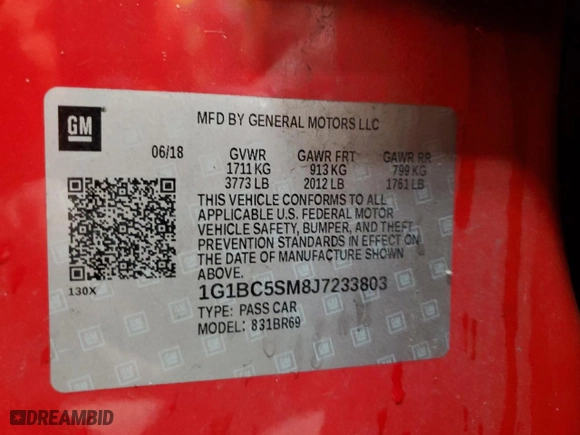 GM
MFD BY GENERAL MOTORS LLC
06/18 GVWR GAWR FRT GAWR RR
1711 KG 913 KG 799 KG
3773 LB 2012 LB 1761 LB
THIS VEHICLE CONFORMS TO ALL
APPLICABLE U.S. FEDERAL MOTOR
VEHICLE SAFETY, BUMPER, AND THEFT
PREVENTION STANDARDS IN EFFECT ON
THE DATE OF MANUFACTURE SHOWN
ABOVE.
130X
1G1BC5SM8J7233803
TYPE: PASS CAR
MODEL: 831BR69
DREAMBID